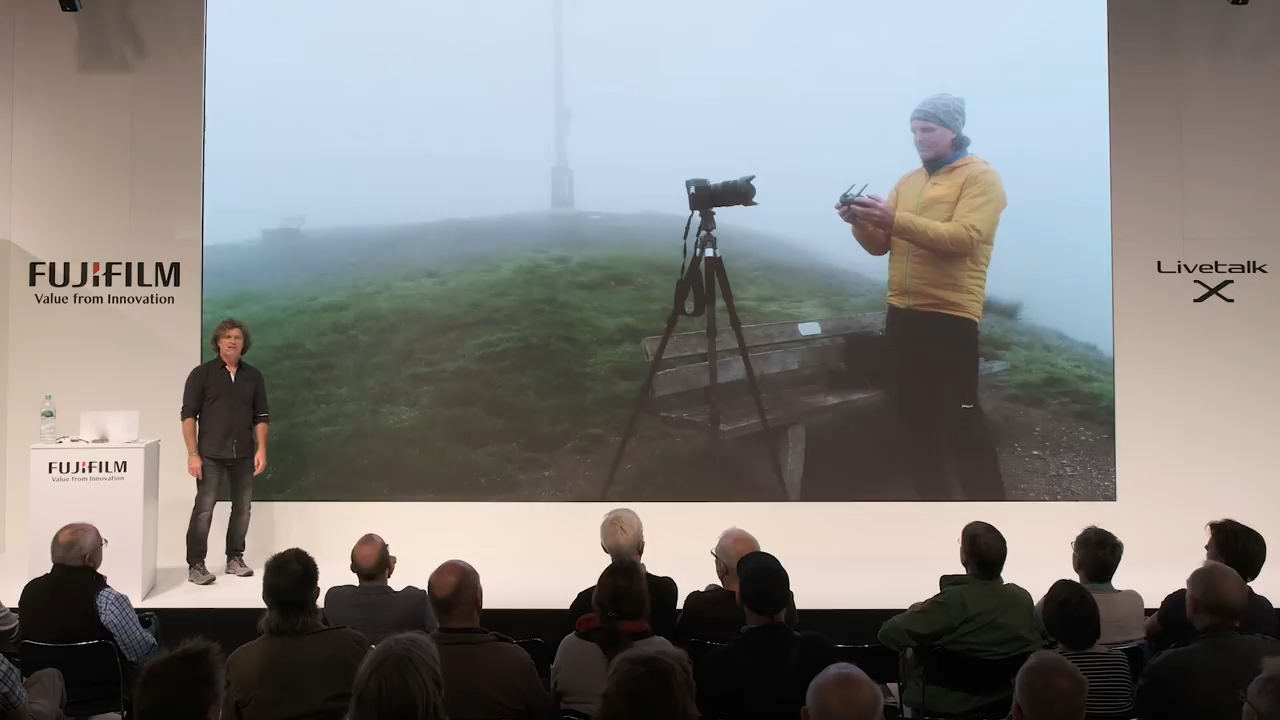 FUJIFILM
Value from Innovation
Livetalk
X
FUJIFILM
Value from Innovation